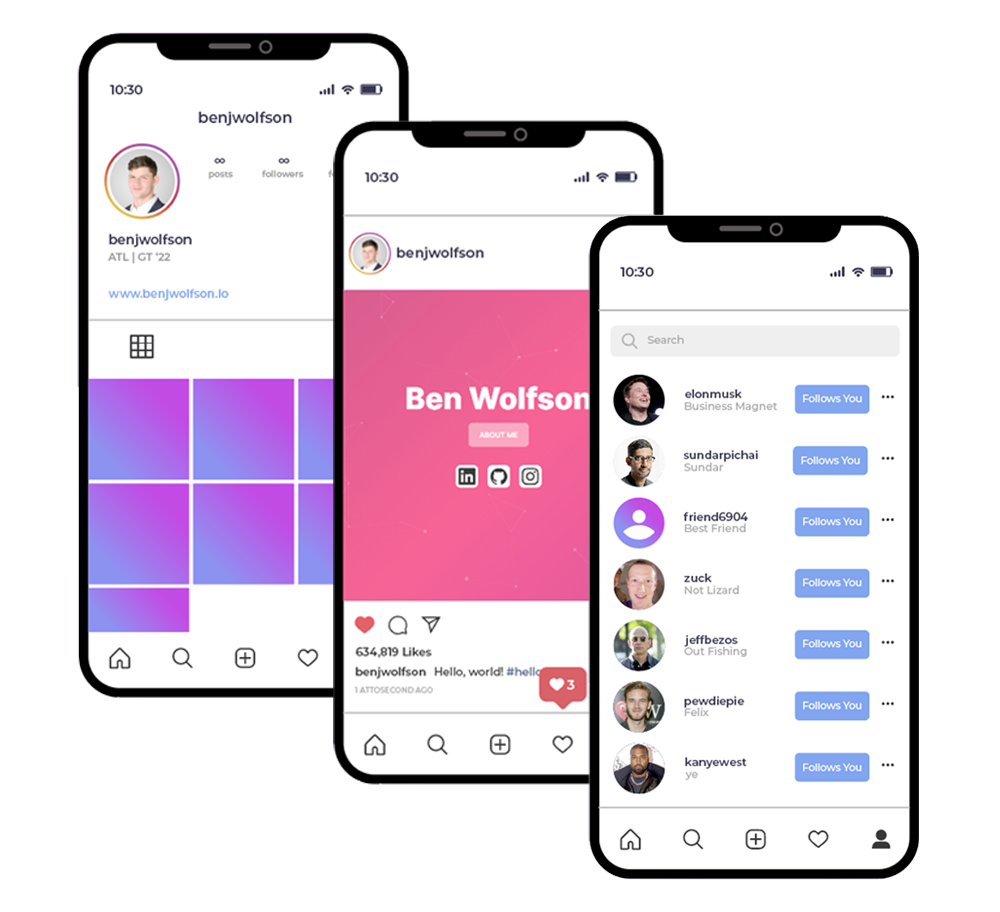 10:30
benjwolfson
∞ ∞
posts followers
benjwolfson
ATL | GT '22
www.benjwolfson.io
10:30
benjwolfson
Ben Wolfson
ABOUT ME
in
634,819 Likes
benjwolfson Hello, world! #hello
1 ATTOSECOND AGO
3
10:30
Search
elonmusk
Business Magnet
Follows You
sundarpichai
Sundar
Follows You
friend6904
Best Friend
Follows You
zuck
Not Lizard
Follows You
jeffbezos
Out Fishing
Follows You
pewdiepie
Felix
Follows You
kanyewest
ye
Follows You